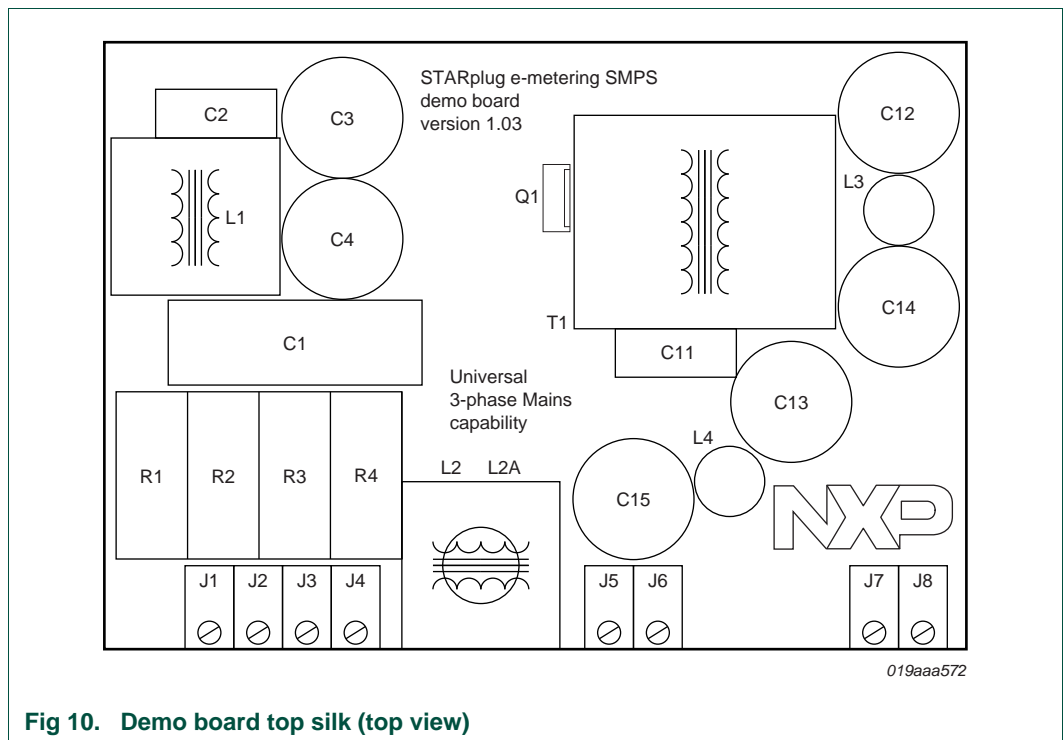 STARplug e-metering SMPS
demo board
version 1.03
C2
C3
C12
L3
Q1
L1
C4
C14
T1
C1
C11
Universal
3-phase Mains
capability
C13
L4
L2 L2A
R1 R2 R3 R4
C15
NXP
J1 J2 J3 J4 J5 J6 J7 J8
019aaa572
Fig 10. Demo board top silk (top view)